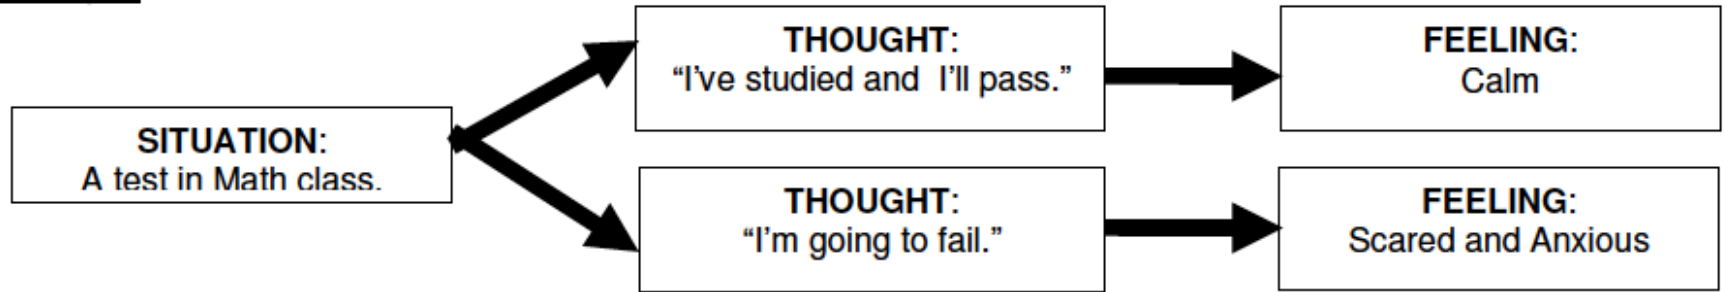 SITUATION:
A test in Math class.
THOUGHT:
“I’ve studied and I’ll pass.”
FEELING:
Calm
THOUGHT:
“I’m going to fail.”
FEELING:
Scared and Anxious